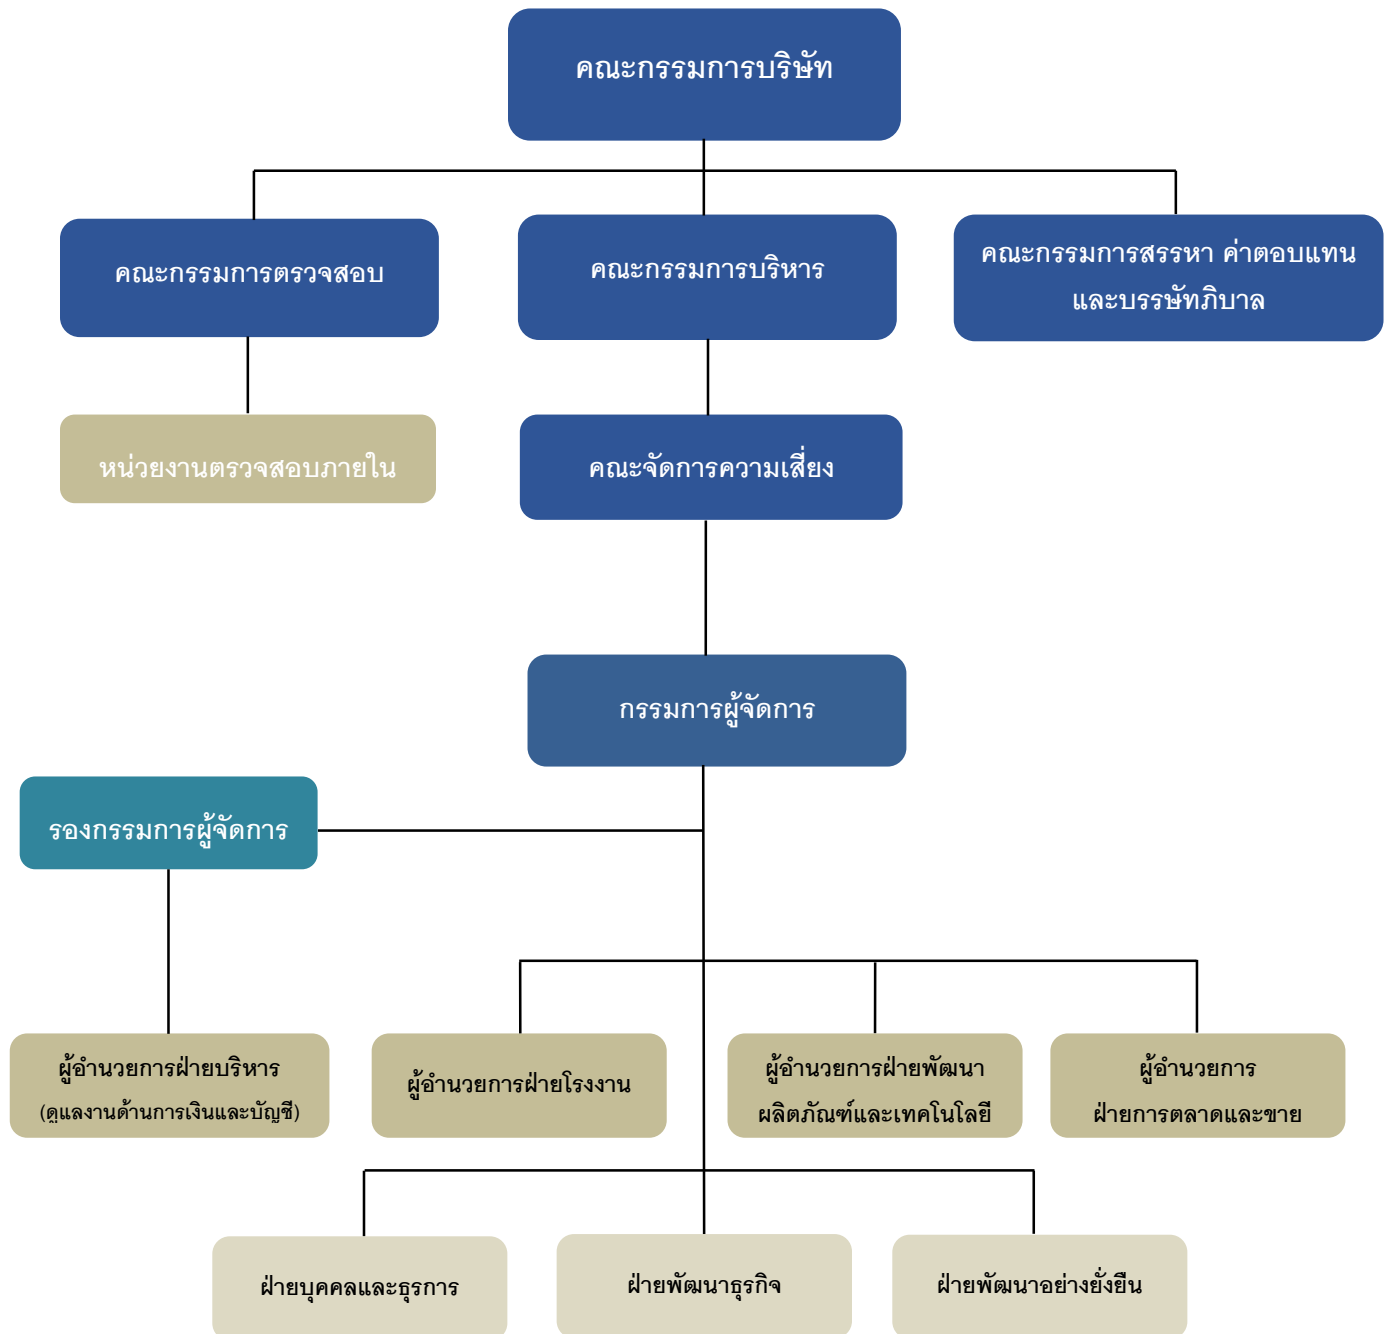 คณะกรรมการบริษัท
คณะกรรมการตรวจสอบ
คณะกรรมการบริหาร
คณะกรรมการสรรหา ค่าตอบแทน
และบรรษัทภิบาล
หน่วยงานตรวจสอบภายใน
คณะจัดการความเสี่ยง
กรรมการผู้จัดการ
รองกรรมการผู้จัดการ
ผู้อำนวยการฝ่ายบริหาร
(ดูแลงานด้านการเงินและบัญชี)
ผู้อำนวยการฝ่ายโรงงาน
ผู้อำนวยการฝ่ายพัฒนา
ผลิตภัณฑ์และเทคโนโลยี
ผู้อำนวยการ
ฝ่ายการตลาดและขาย
ฝ่ายบุคคลและธุรการ
ฝ่ายพัฒนาธุรกิจ
ฝ่ายพัฒนาอย่างยั่งยืน